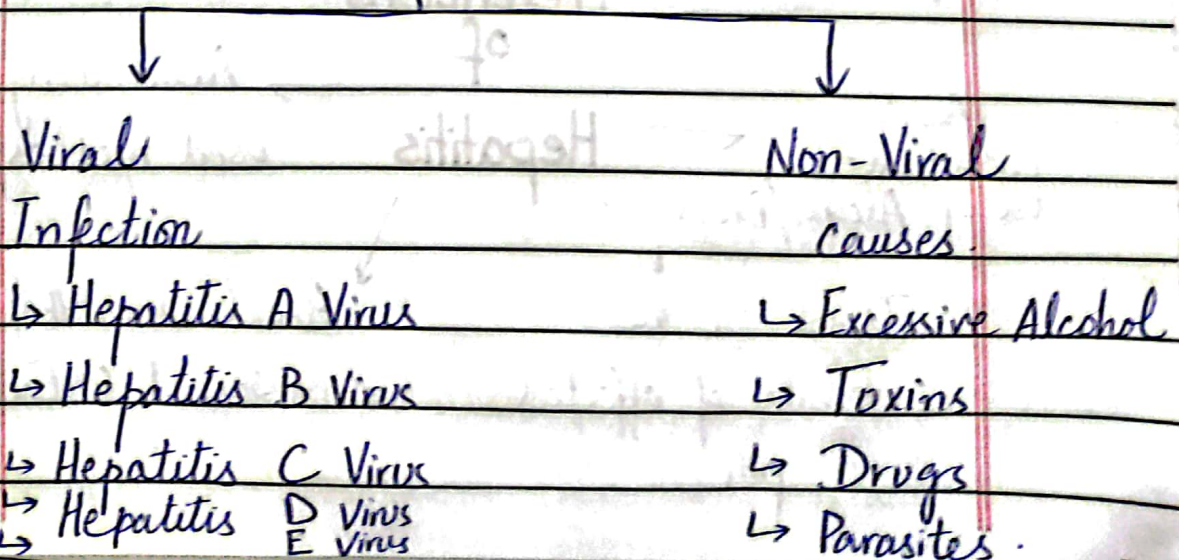 Viral Non-Viral
Infection causes.
↳ Hepatitis A Virus ↳ Excessive Alcohol
↳ Hepatitis B Virus ↳ Toxins
↳ Hepatitis C Virus ↳ Drugs
↳ Hepatitis D Virus ↳ Parasites.
↳ E Virus